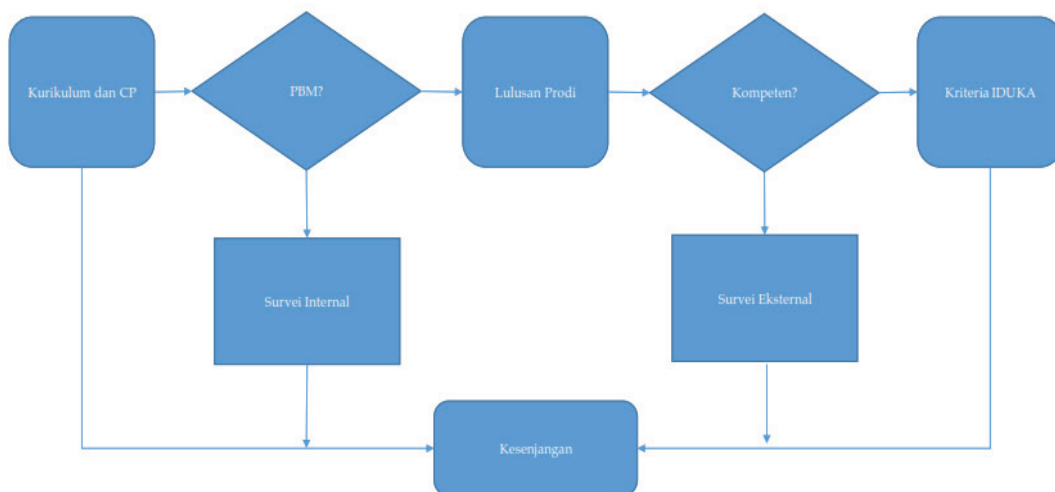 Kurikulum dan CP
PBM?
Lulusan Prodi
Kompeten?
Kriteria IDUKA
Survei Internal
Survei Eksternal
Kesenjangan